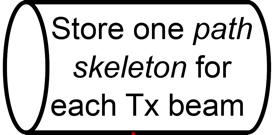 Store one path
skeleton for
each Tx beam